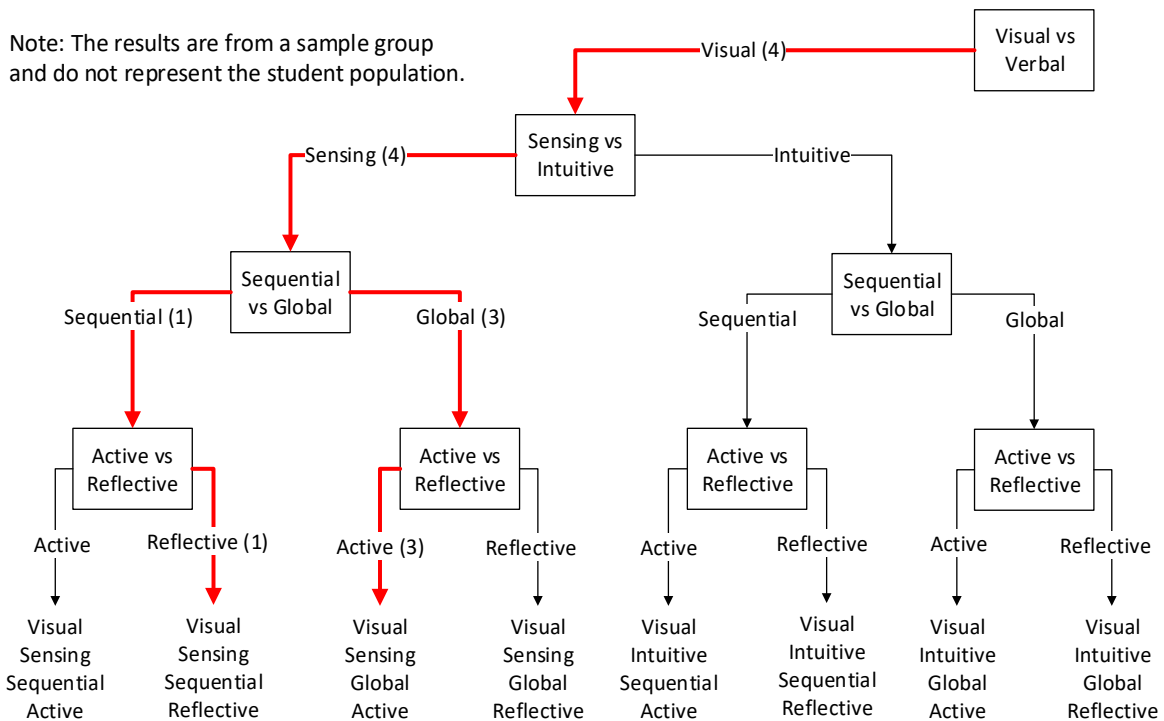 Note: The results are from a sample group
and do not represent the student population.
Visual (4)
Visual vs
Verbal
Sensing (4)
Sensing vs
Intuitive
Intuitive
Sequential (1)
Sequential
vs Global
Global (3)
Sequential
Sequential
vs Global
Global
Active vs
Reflective
Active vs
Reflective
Active vs
Reflective
Active vs
Reflective
Active
Reflective (1)
Active (3)
Reflective
Active
Reflective
Active
Reflective
Visual
Sensing
Sequential
Active
Visual
Sensing
Sequential
Reflective
Visual
Sensing
Global
Active
Visual
Sensing
Global
Reflective
Visual
Intuitive
Sequential
Active
Visual
Intuitive
Sequential
Reflective
Visual
Intuitive
Global
Active
Visual
Intuitive
Global
Reflective